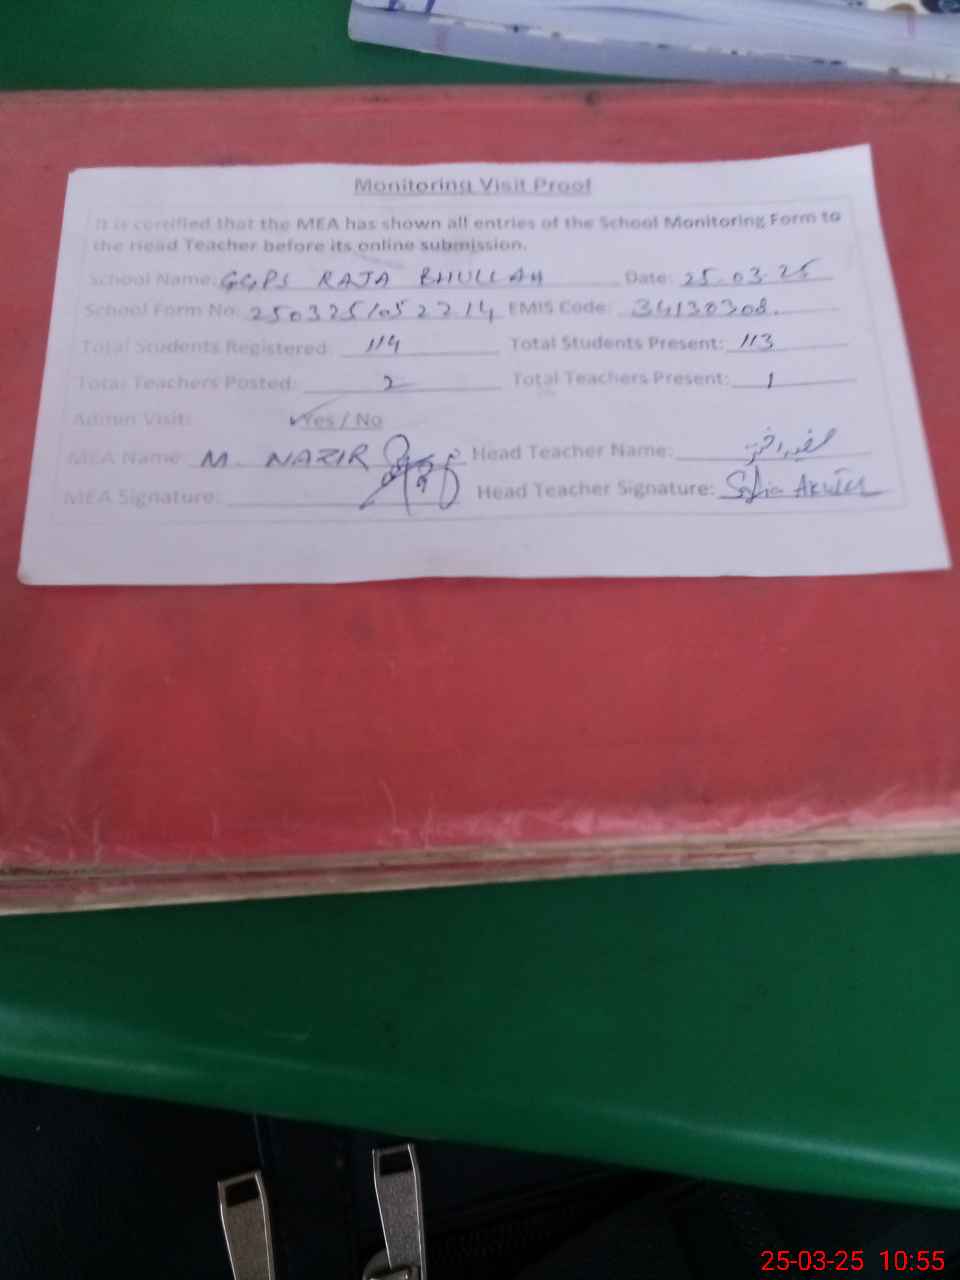 Monitoring Visit Proof
It is certified that the MEA has shown all entries of the School Monitoring Form to
the Head Teacher before its online submission.
School Name: GGPS RAJA BHULLAH Date: 25.03.25
School Form No: 2503251052214 EMIS Code: 34130308.
Total Students Registered: 114 Total Students Present: 113
Total Teachers Posted: 2 Total Teachers Present: 1
Admin Visit: ✓Yes / No
MEA Name: M. NAZIR Head Teacher Name:
MEA Signature: Head Teacher Signature: Safia Akhter
25-03-25 10:55